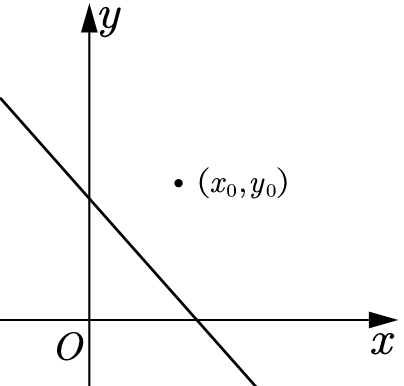 y
(x₀, y₀)
O
x